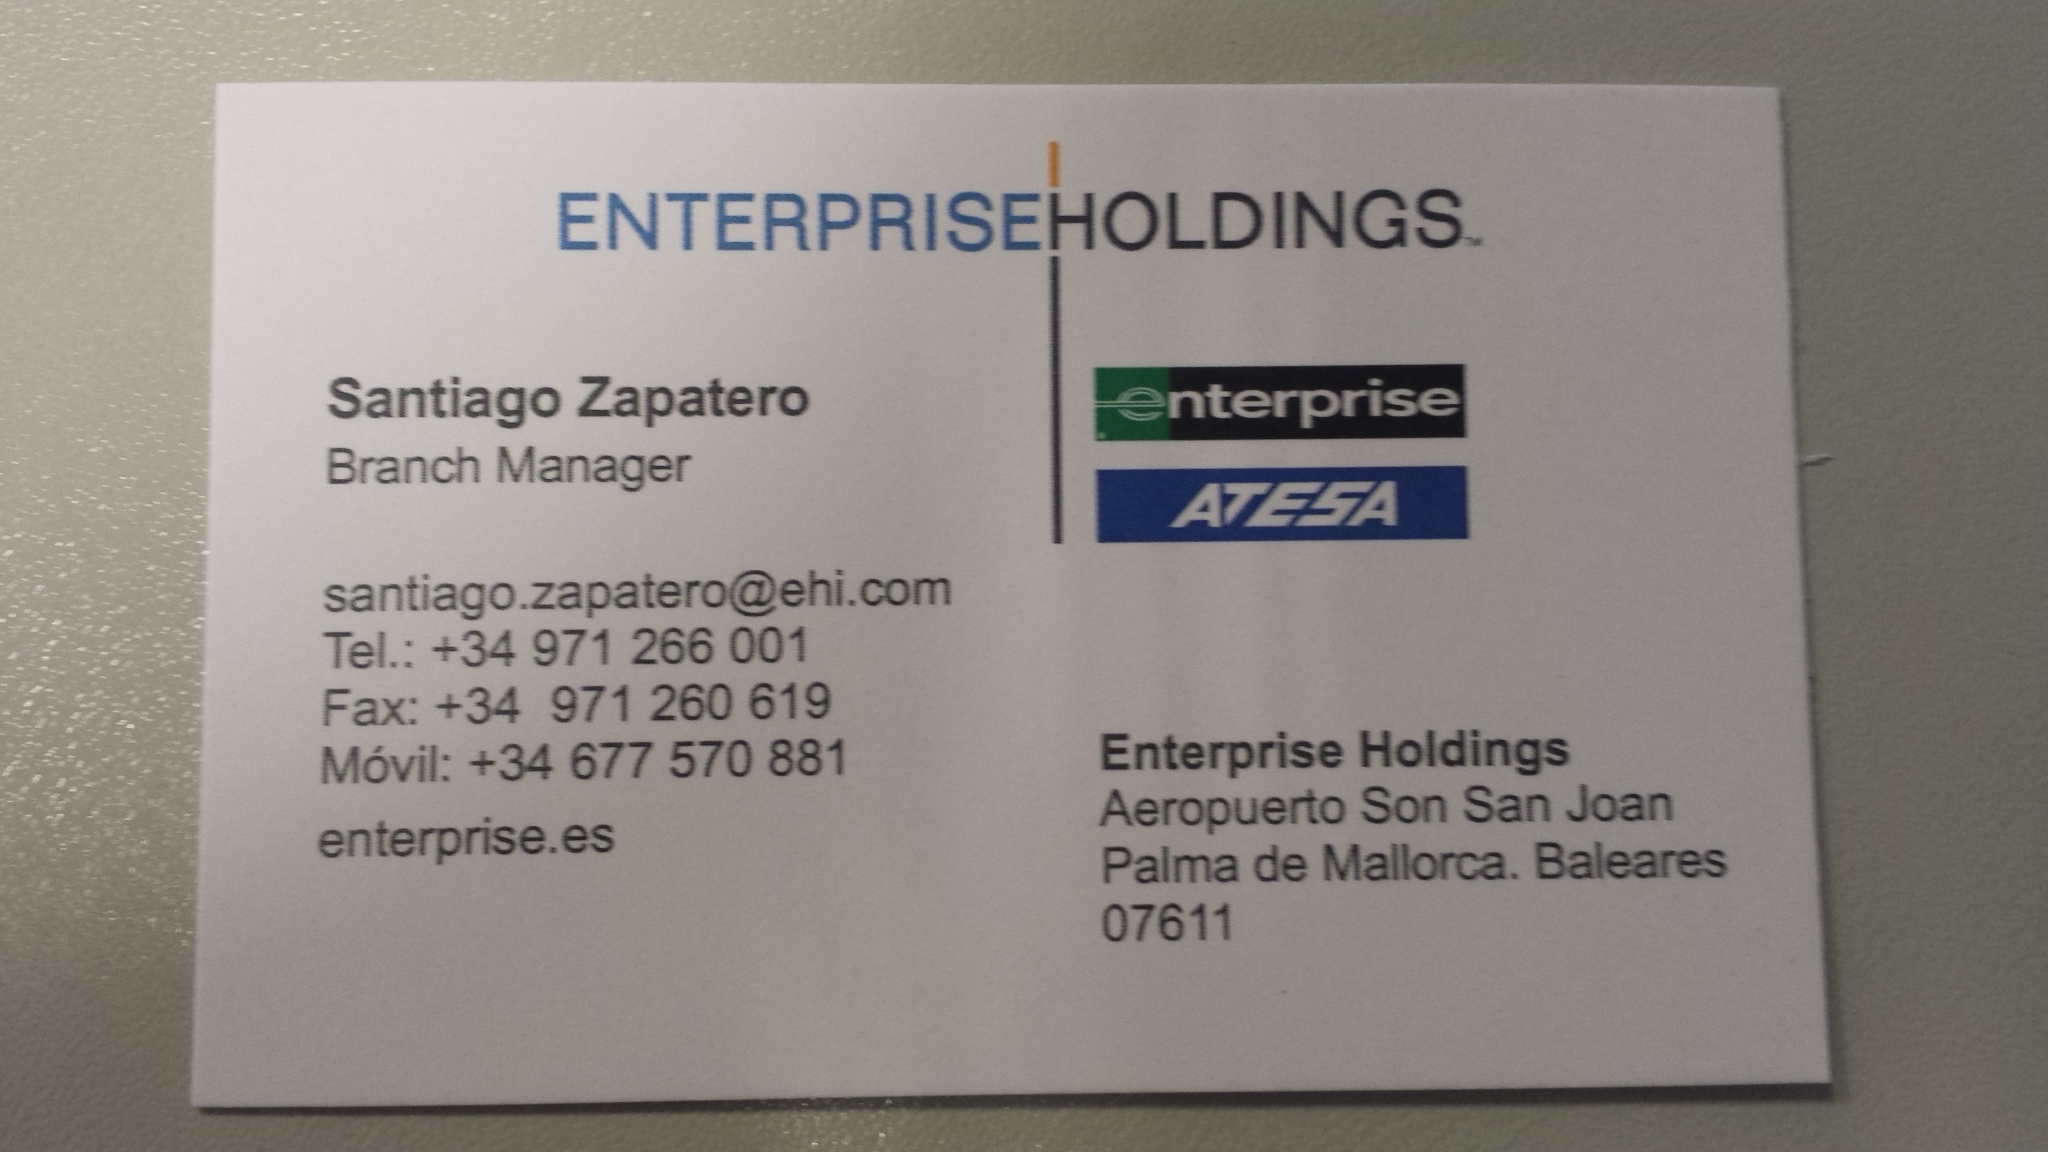 ENTERPRISEHOLDINGS™
Santiago Zapatero
Branch Manager
enterprise
ATESA
santiago.zapatero@ehi.com
Tel.: +34 971 266 001
Fax: +34 971 260 619
Móvil: +34 677 570 881
enterprise.es
Enterprise Holdings
Aeropuerto Son San Joan
Palma de Mallorca. Baleares
07611